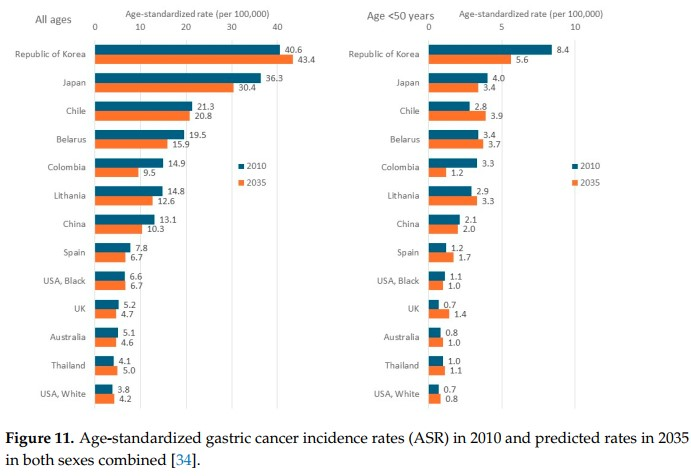 All ages
Age-standardized rate (per 100,000)
0 10 20 30 40
Republic of Korea 40.6
43.4
Japan 36.3
30.4
Chile 21.3
20.8
Belarus 19.5
15.9
Colombia 14.9
9.5
Lithania 14.8
12.6
China 13.1
10.3
Spain 7.8
6.7
USA, Black 6.6
6.7
UK 5.2
4.7
Australia 5.1
4.6
Thailand 4.1
5.0
USA, White 3.8
4.2
2010
2035
Age <50 years
Age-standardized rate (per 100,000)
0 5 10
Republic of Korea 8.4
5.6
Japan 4.0
3.4
Chile 2.8
3.9
Belarus 3.4
3.7
Colombia 3.3
1.2
Lithania 2.9
3.3
China 2.1
2.0
Spain 1.2
1.7
USA, Black 1.1
1.0
UK 0.7
1.4
Australia 0.8
1.0
Thailand 1.0
1.1
USA, White 0.7
0.8
2010
2035
Figure 11. Age-standardized gastric cancer incidence rates (ASR) in 2010 and predicted rates in 2035
in both sexes combined [34].